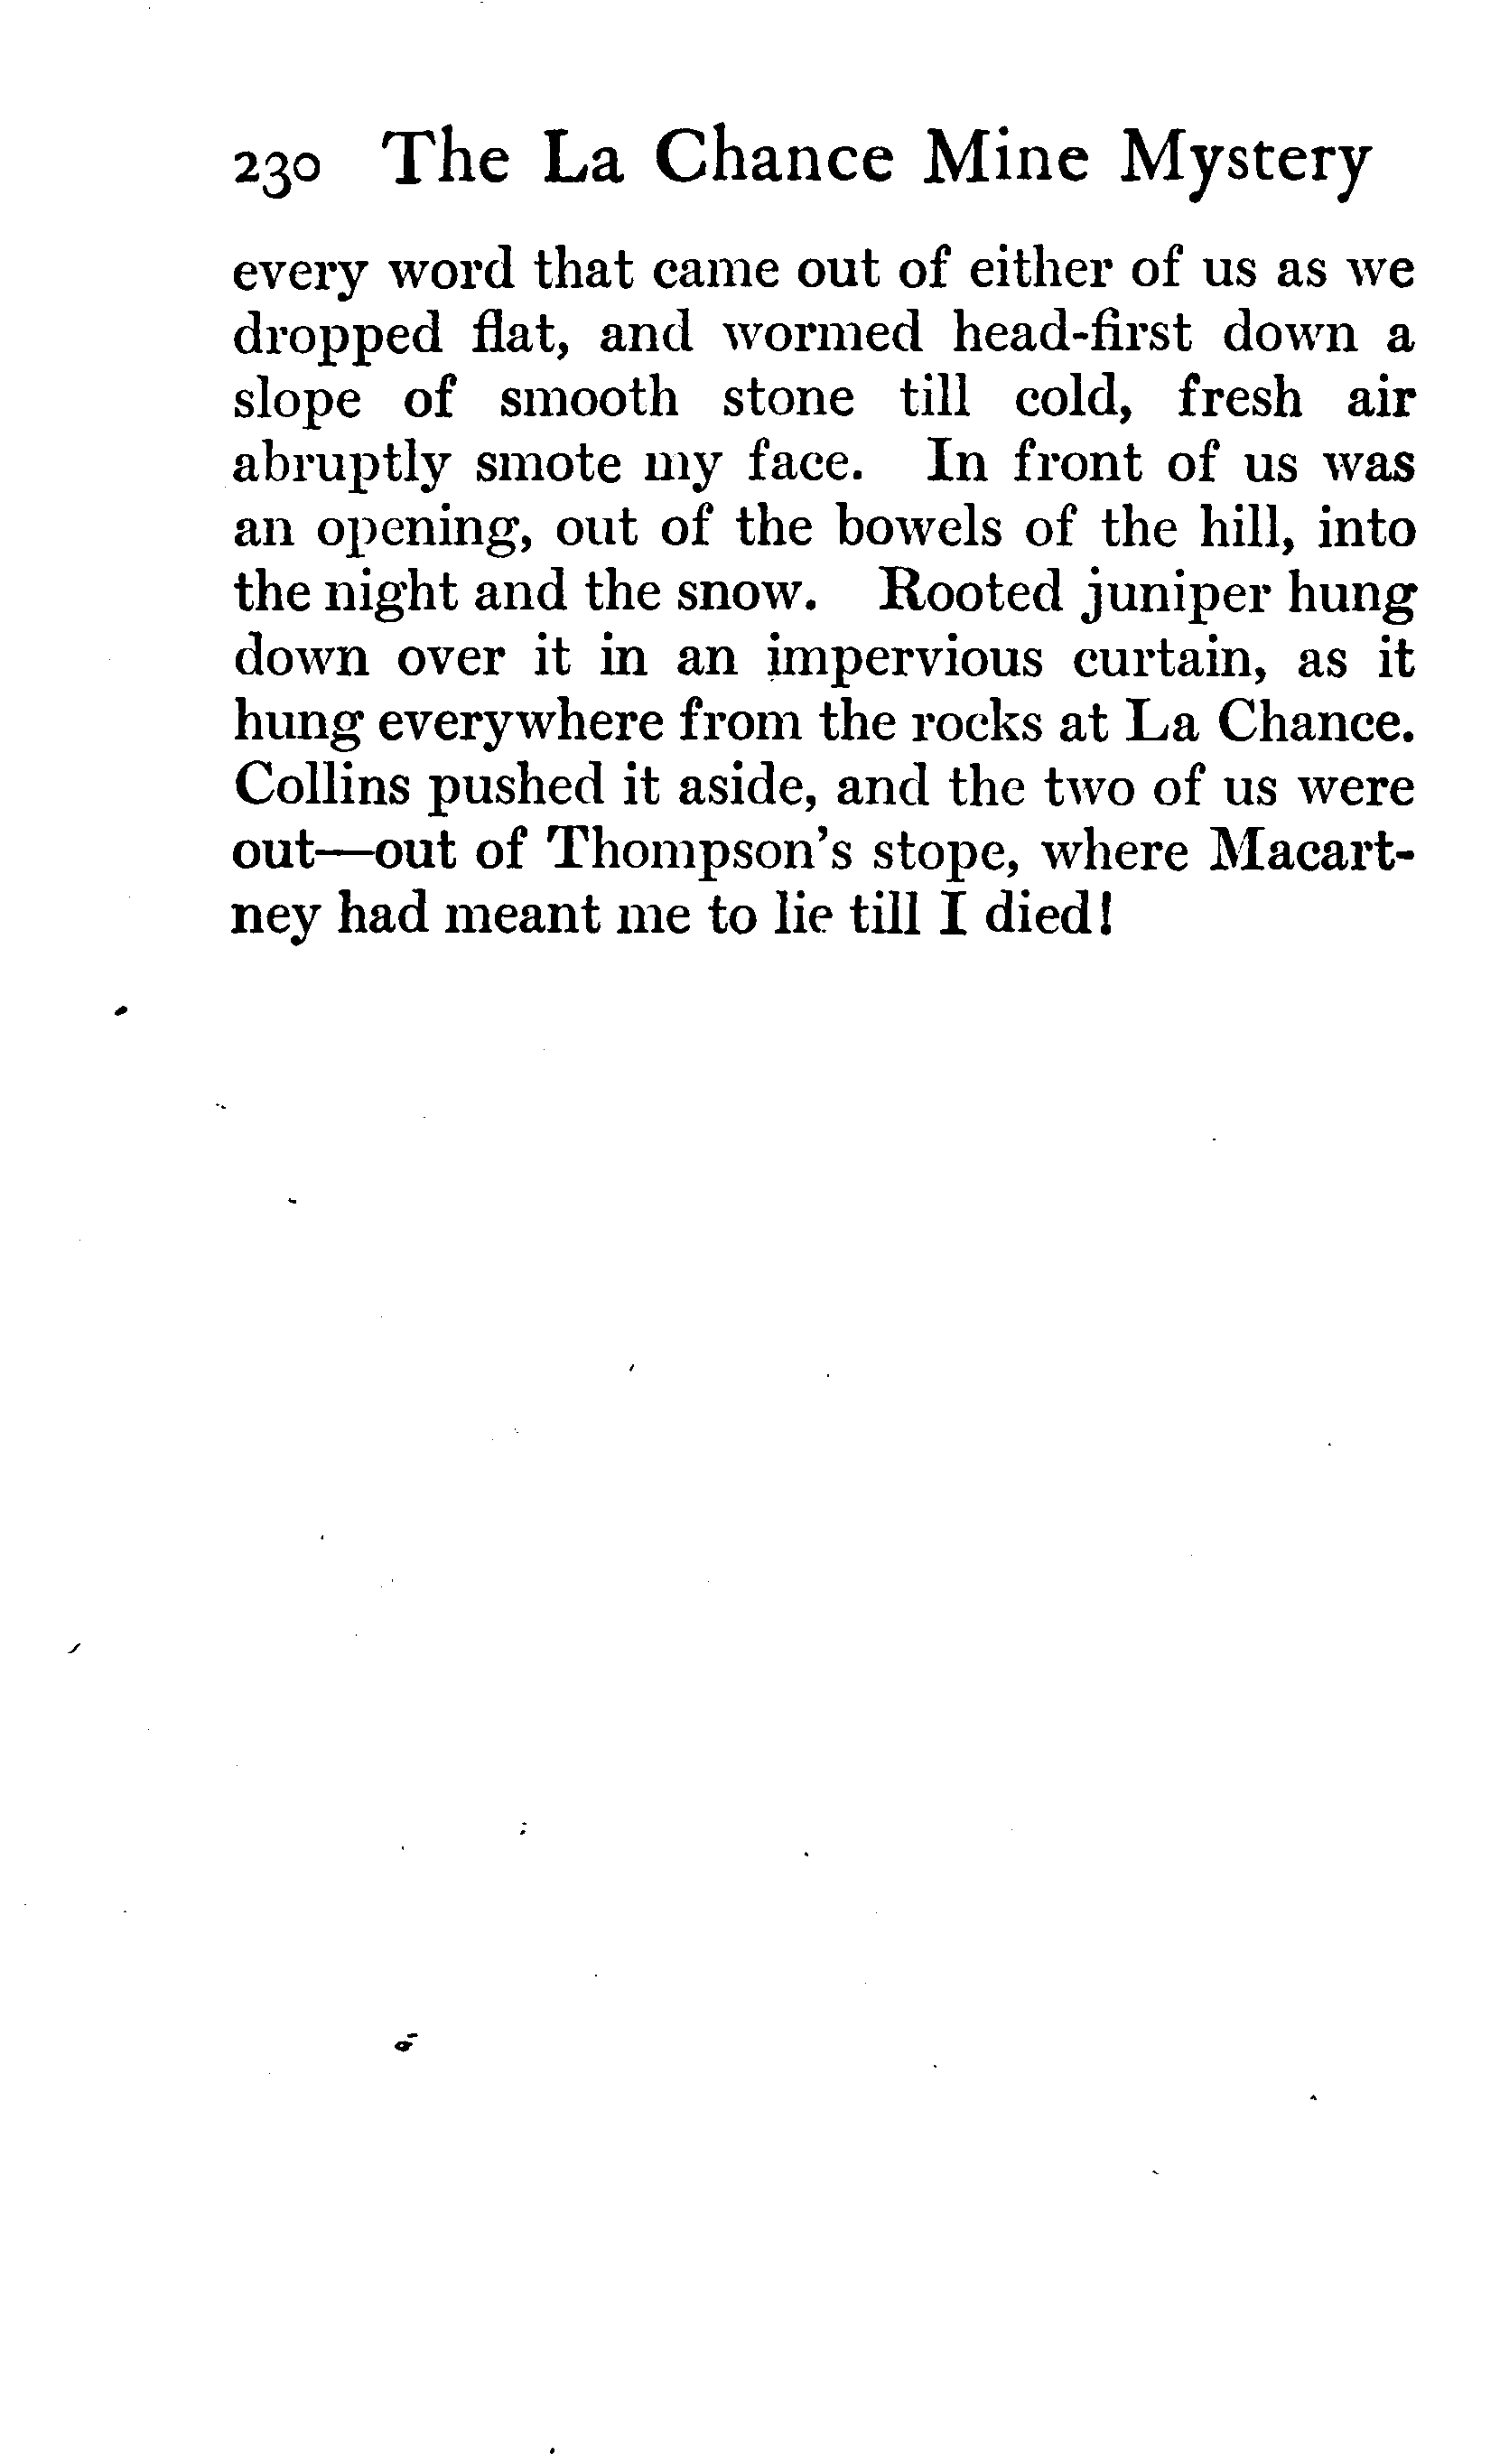 230 The La Chance Mine Mystery
every word that came out of either of us as we
dropped flat, and wormed head-first down a
slope of smooth stone till cold, fresh air
abruptly smote my face. In front of us was
an opening, out of the bowels of the hill, into
the night and the snow. Rooted juniper hung
down over it in an impervious curtain, as it
hung everywhere from the rocks at La Chance.
Collins pushed it aside, and the two of us were
out—out of Thompson's stope, where Macart-
ney had meant me to lie till I died!